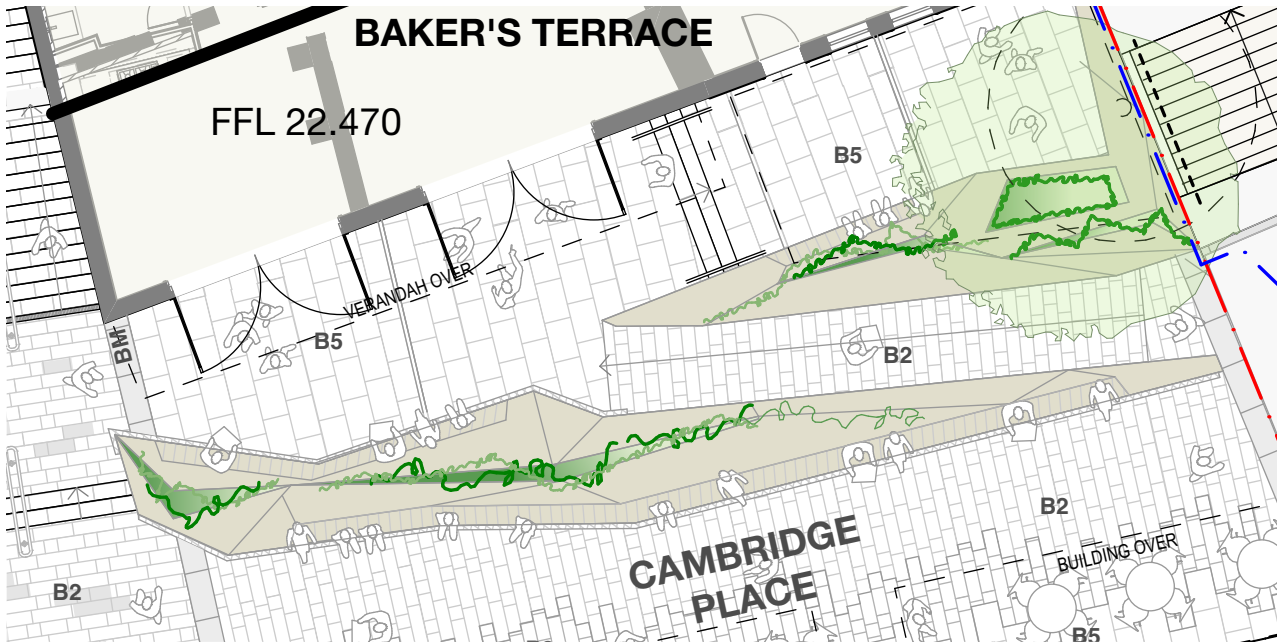 BAKER'S TERRACE
FFL 22.470
B5
VERANDAH OVER
B5
BM
B2
B2
CAMBRIDGE
PLACE
BUILDING OVER
B2
B5